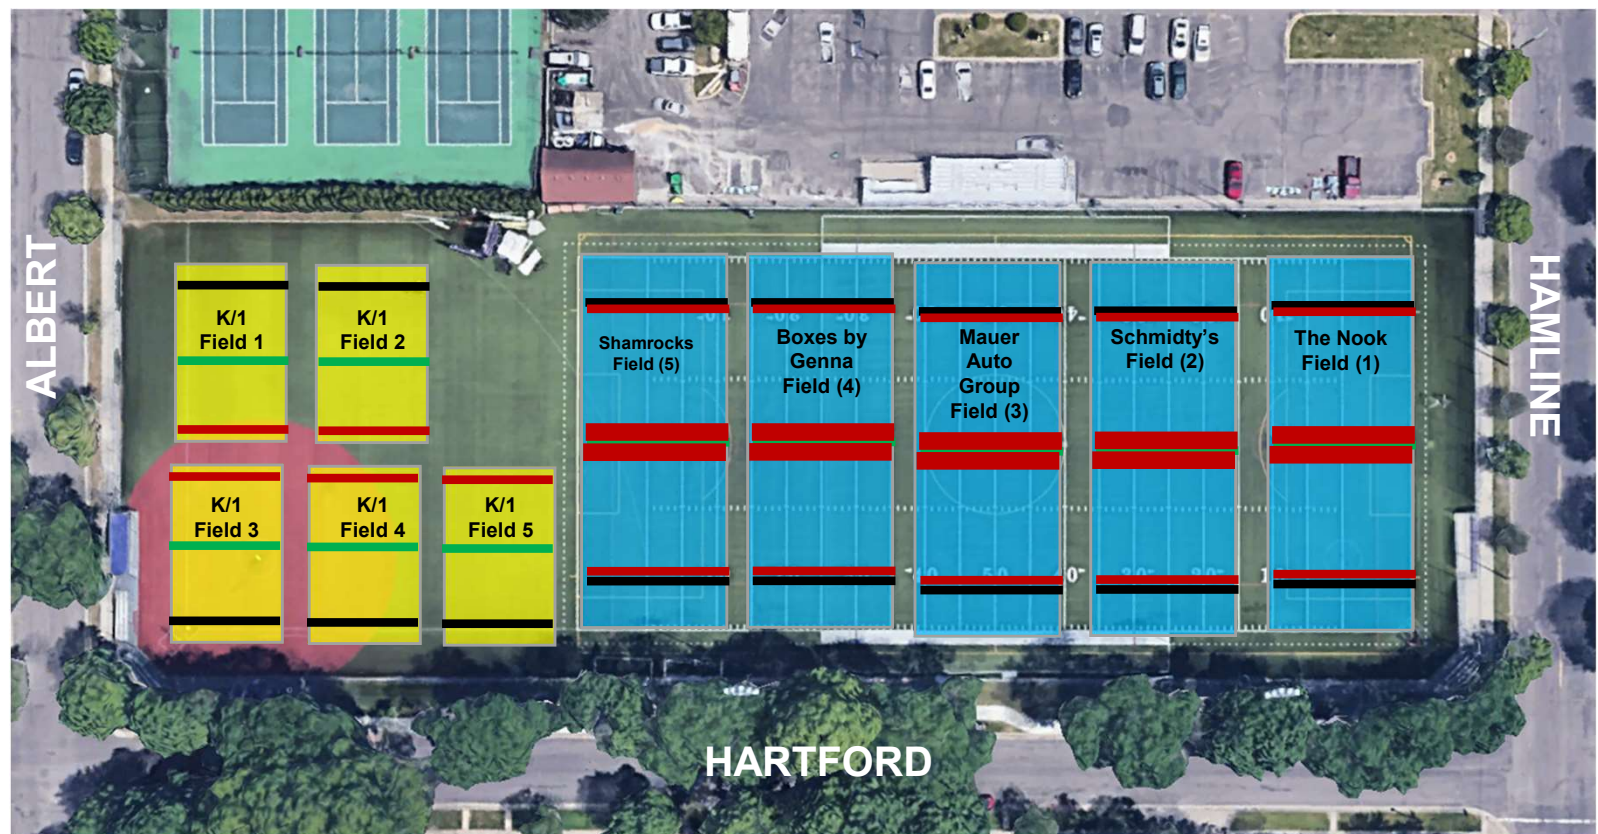 ALBERT
K/1
Field 1
K/1
Field 2
K/1
Field 3
K/1
Field 4
K/1
Field 5
Shamrocks
Field (5)
Boxes by
Genna
Field (4)
Mauer
Auto
Group
Field (3)
Schmidty's
Field (2)
The Nook
Field (1)
HAMLINE
HARTFORD